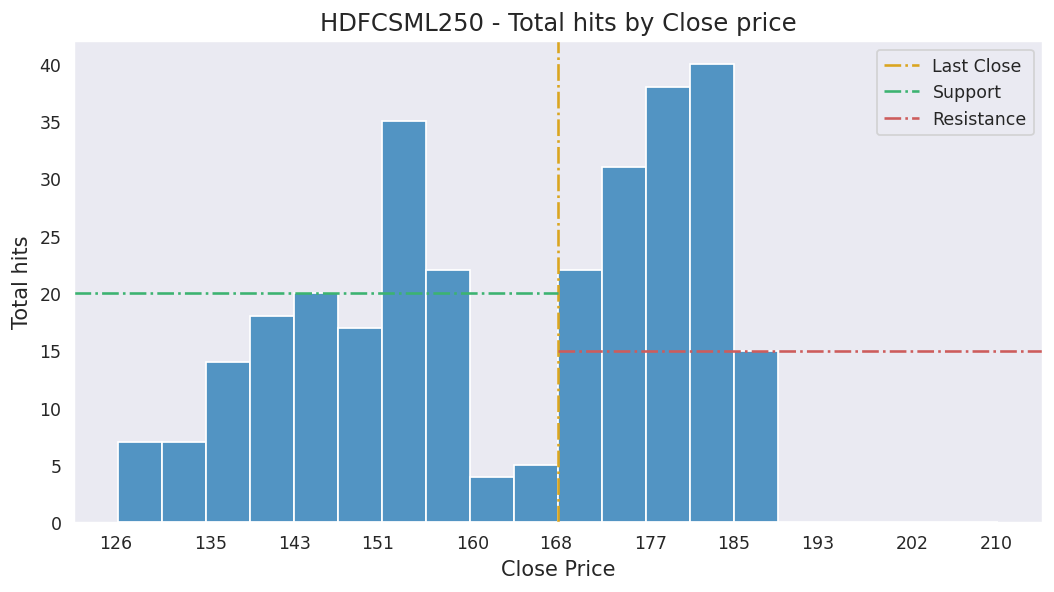 HDFCSML250 - Total hits by Close price
Last Close
Support
Resistance
Total hits
40
35
30
25
20
15
10
5
0
126 135 143 151 160 168 177 185 193 202 210
Close Price